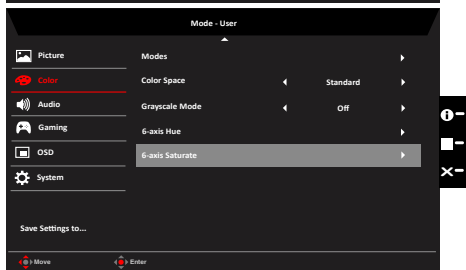 Mode - User
Picture
Modes
Color
Color Space Standard
Audio
Grayscale Mode Off
Gaming
6-axis Hue
OSD
6-axis Saturate
System
Save Settings to...
Move Enter